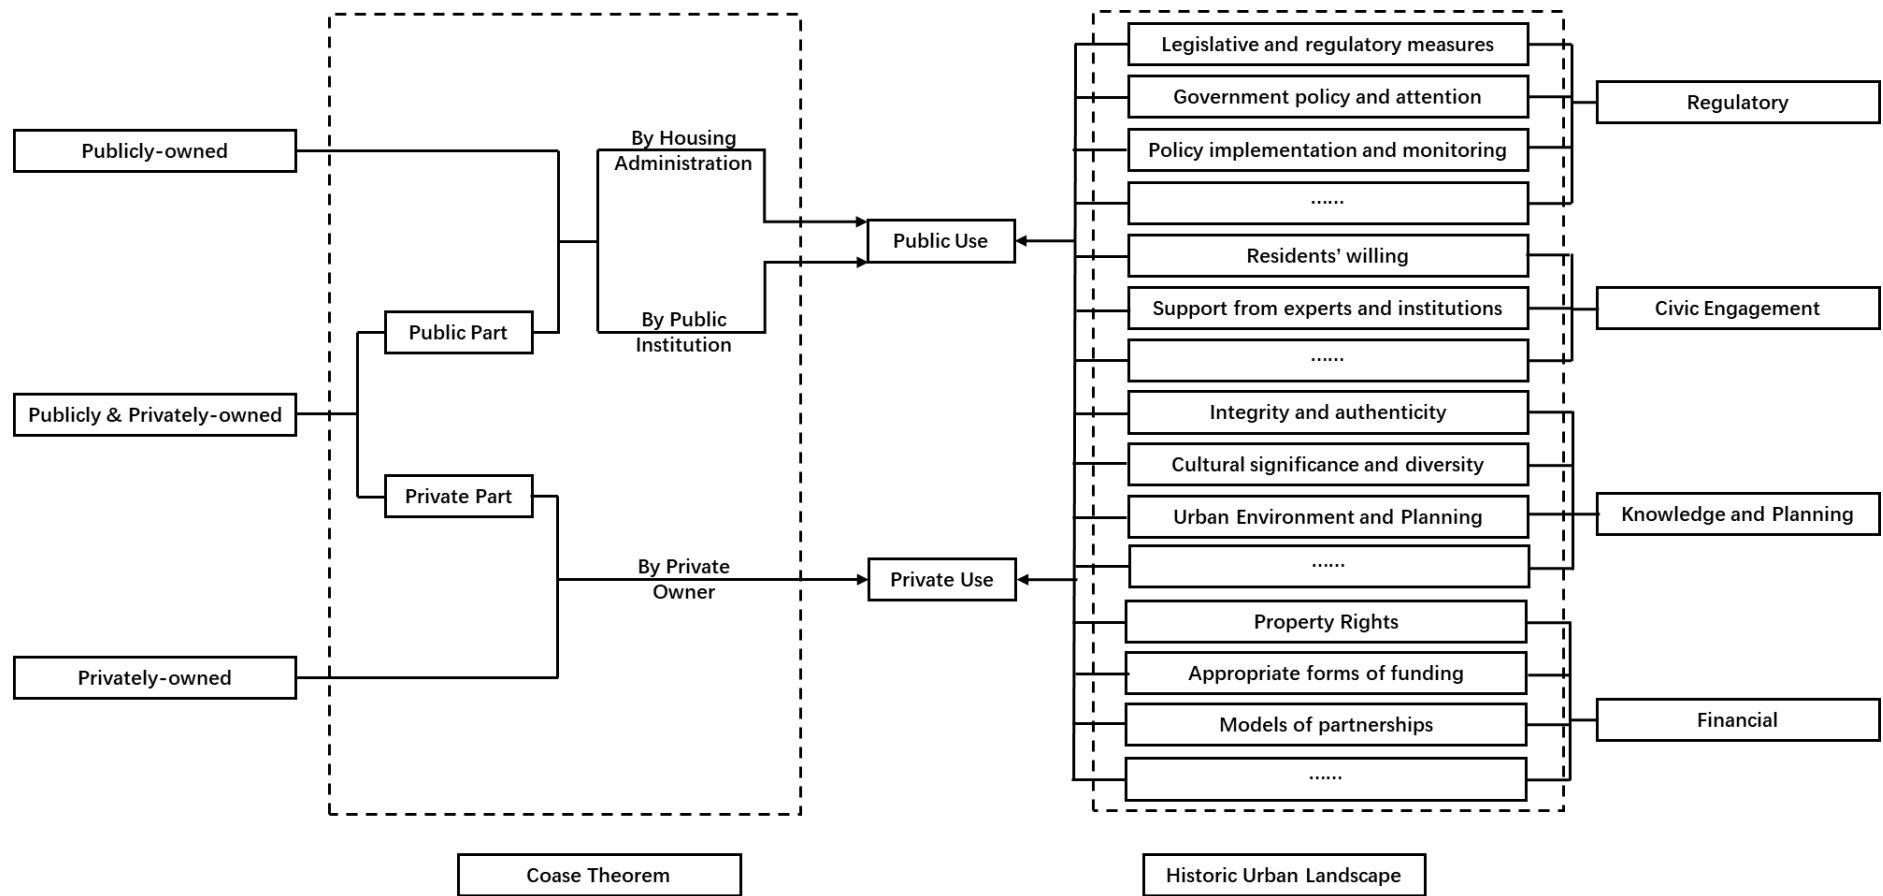 Publicly-owned
Publicly & Privately-owned
Privately-owned
Public Part
Private Part
By Housing
Administration
By Public
Institution
By Private
Owner
Public Use
Private Use
Legislative and regulatory measures
Government policy and attention
Policy implementation and monitoring
······
Residents’ willing
Support from experts and institutions
······
Integrity and authenticity
Cultural significance and diversity
Urban Environment and Planning
······
Property Rights
Appropriate forms of funding
Models of partnerships
······
Regulatory
Civic Engagement
Knowledge and Planning
Financial
Coase Theorem
Historic Urban Landscape